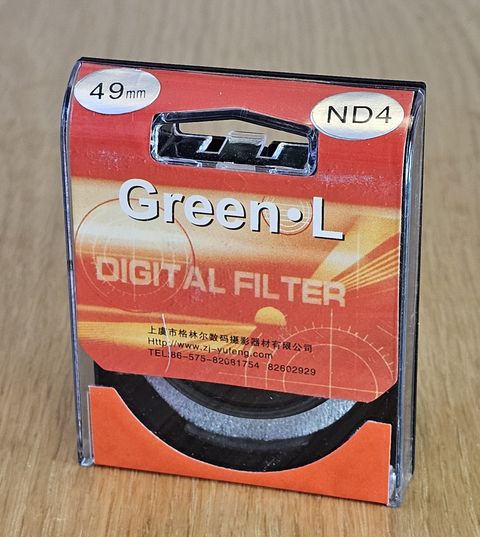 49mm
ND4
Green•L
DIGITAL FILTER
上虞市格林尔数码摄影器材有限公司
Http://www.zj-yufeng.com
TEL:86-575-82081754 82602929